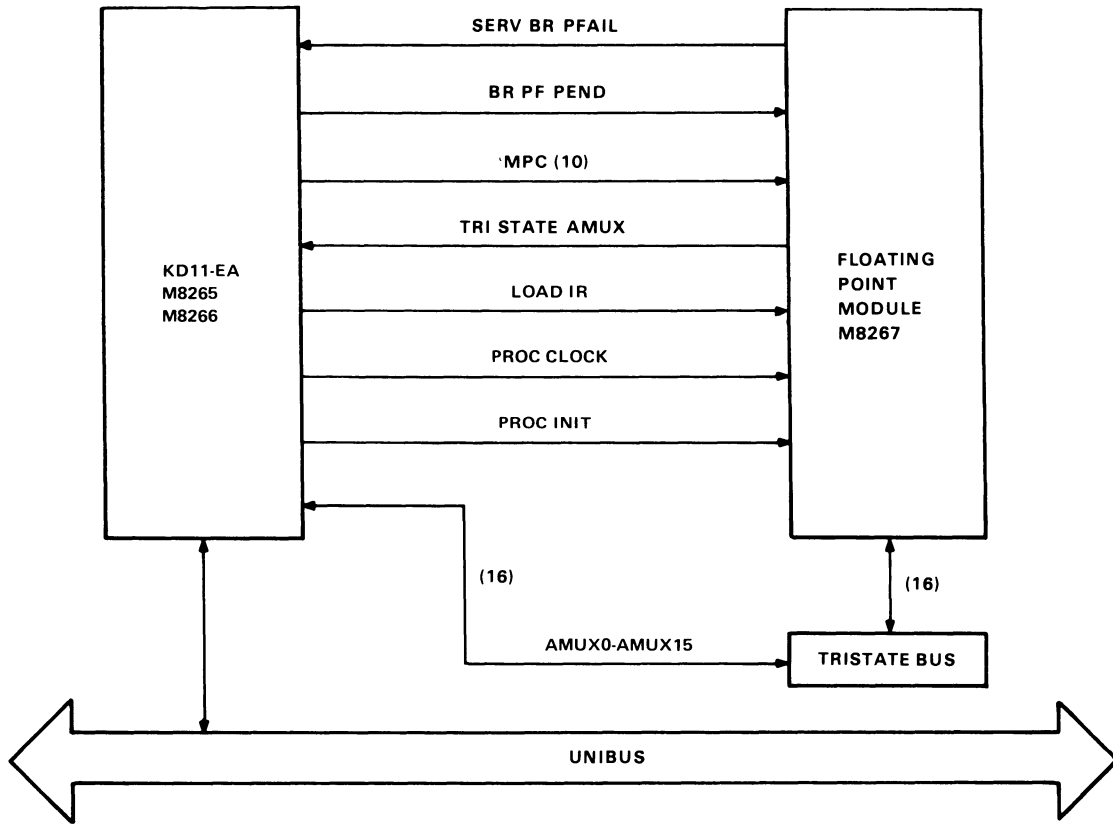 SERV BR PFAIL
BR PF PEND
MPC (10)
TRI STATE AMUX
LOAD IR
PROC CLOCK
PROC INIT
KD11-EA
M8265
M8266
FLOATING
POINT
MODULE
M8267
(16)
(16)
AMUX0-AMUX15
TRISTATE BUS
UNIBUS